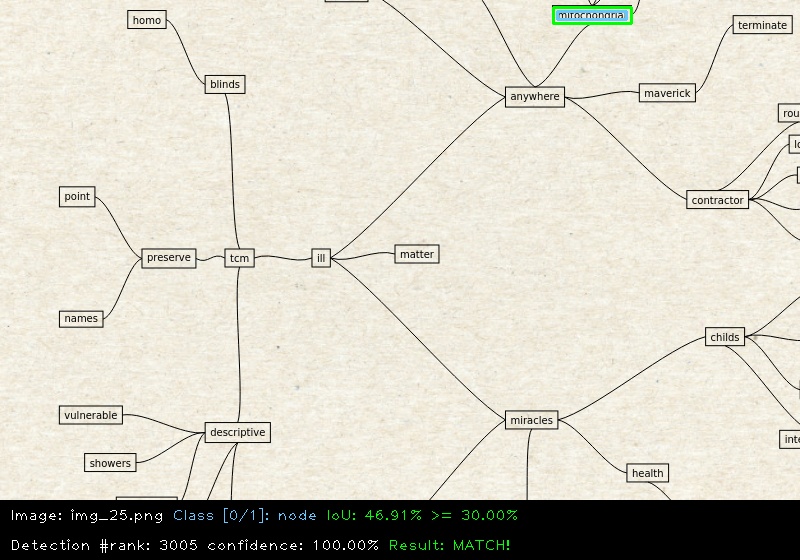 mitochondria
homo
terminate
blinds
anywhere
maverick
rou
lo
point
contractor
preserve
tcm
ill
matter
names
childs
vulnerable
miracles
descriptive
inte
showers
health
Image: img_25.png Class [0/1]: node IoU: 46.91% >= 30.00%
Detection #rank: 3005 confidence: 100.00% Result: MATCH!